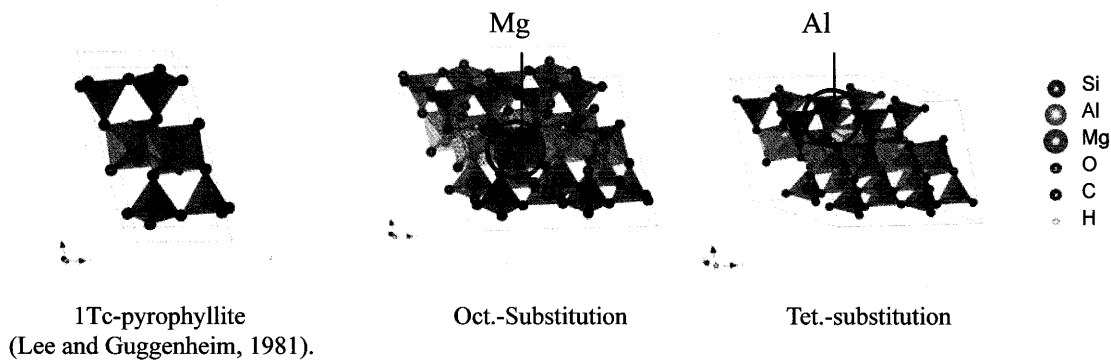 Mg
Al
Si
Al
Mg
O
C
H
1Tc-pyrophyllite
(Lee and Guggenheim, 1981).
Oct.-Substitution
Tet.-substitution